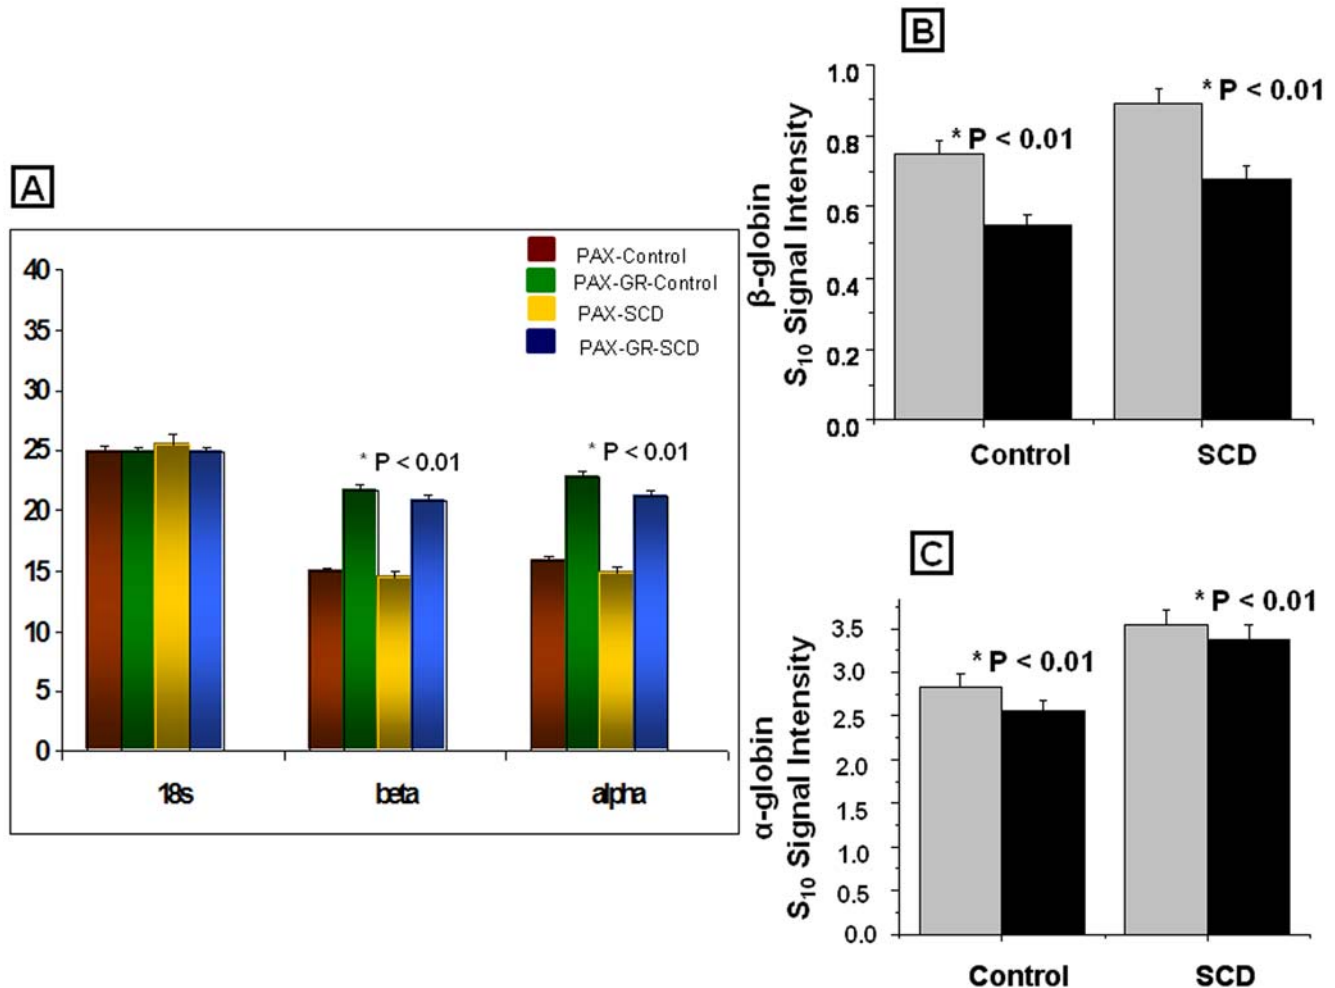 A
40
35
30
25
20
15
10
5
0
PAX-Control
PAX-GR-Control
PAX-SCD
PAX-GR-SCD
* P < 0.01
* P < 0.01
18s beta alpha
B
β-globin
S₁₀ Signal Intensity
1.0
0.8
0.6
0.4
0.2
0.0
* P < 0.01
* P < 0.01
Control SCD
C
α-globin
S₁₀ Signal Intensity
3.5
3.0
2.5
2.0
1.5
1.0
0.5
0.0
* P < 0.01
* P < 0.01
Control SCD